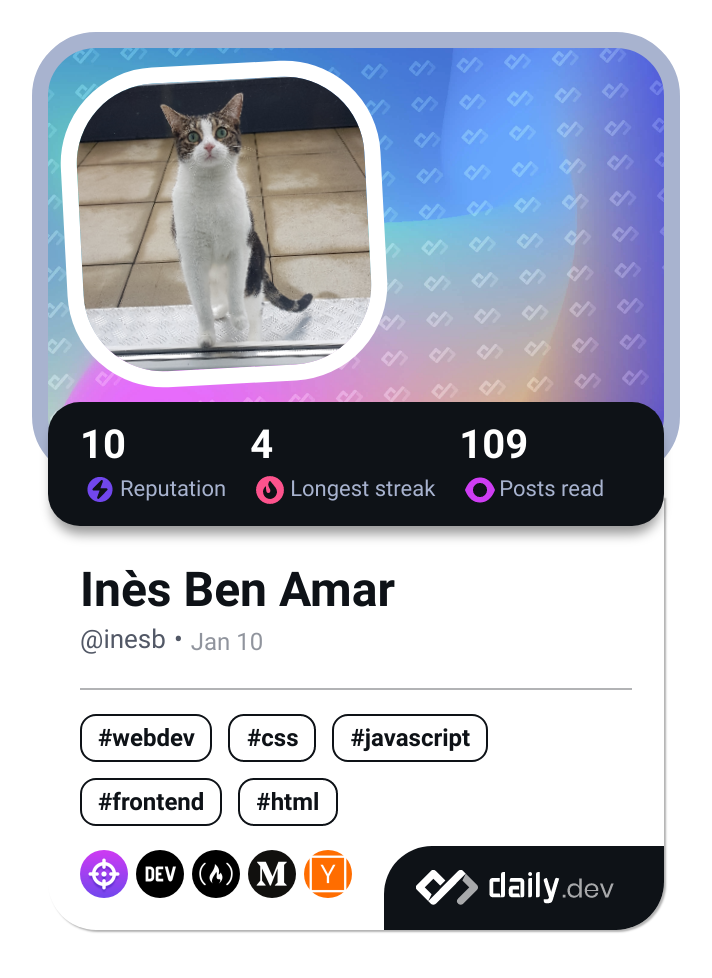 10 4 109
Reputation Longest streak Posts read
Inès Ben Amar
@inesb • Jan 10
#webdev #css #javascript
#frontend #html
DEV M Y
daily.dev